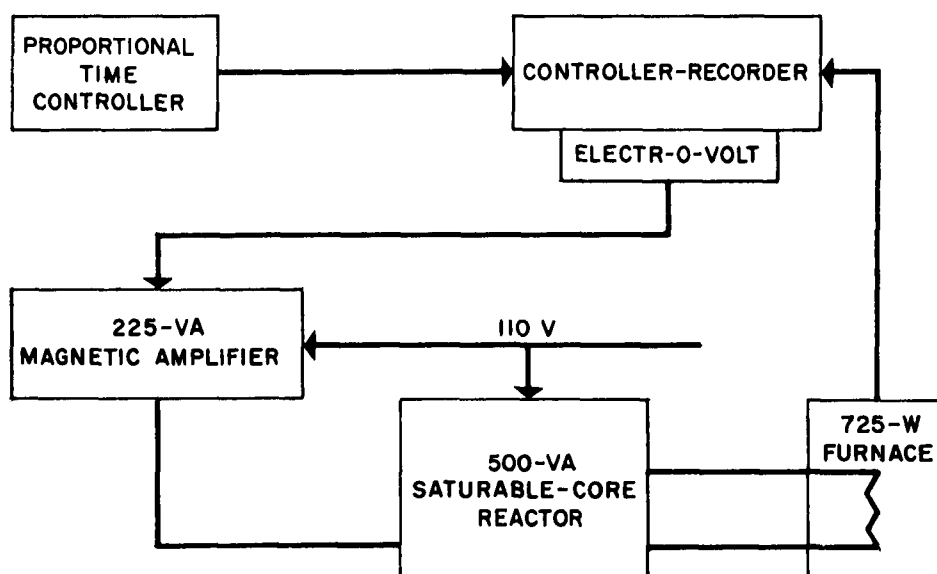 PROPORTIONAL
TIME
CONTROLLER
CONTROLLER-RECORDER
ELECTR-O-VOLT
225-VA
MAGNETIC AMPLIFIER
110 V
500-VA
SATURABLE-CORE
REACTOR
725-W
FURNACE